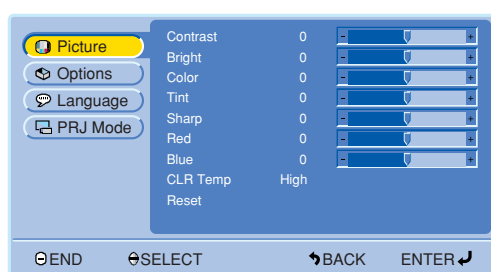 Picture
Options
Language
PRJ Mode
Contrast 0 - +
Bright 0 - +
Color 0 - +
Tint 0 - +
Sharp 0 - +
Red 0 - +
Blue 0 - +
CLR Temp High
Reset
END SELECT BACK ENTER